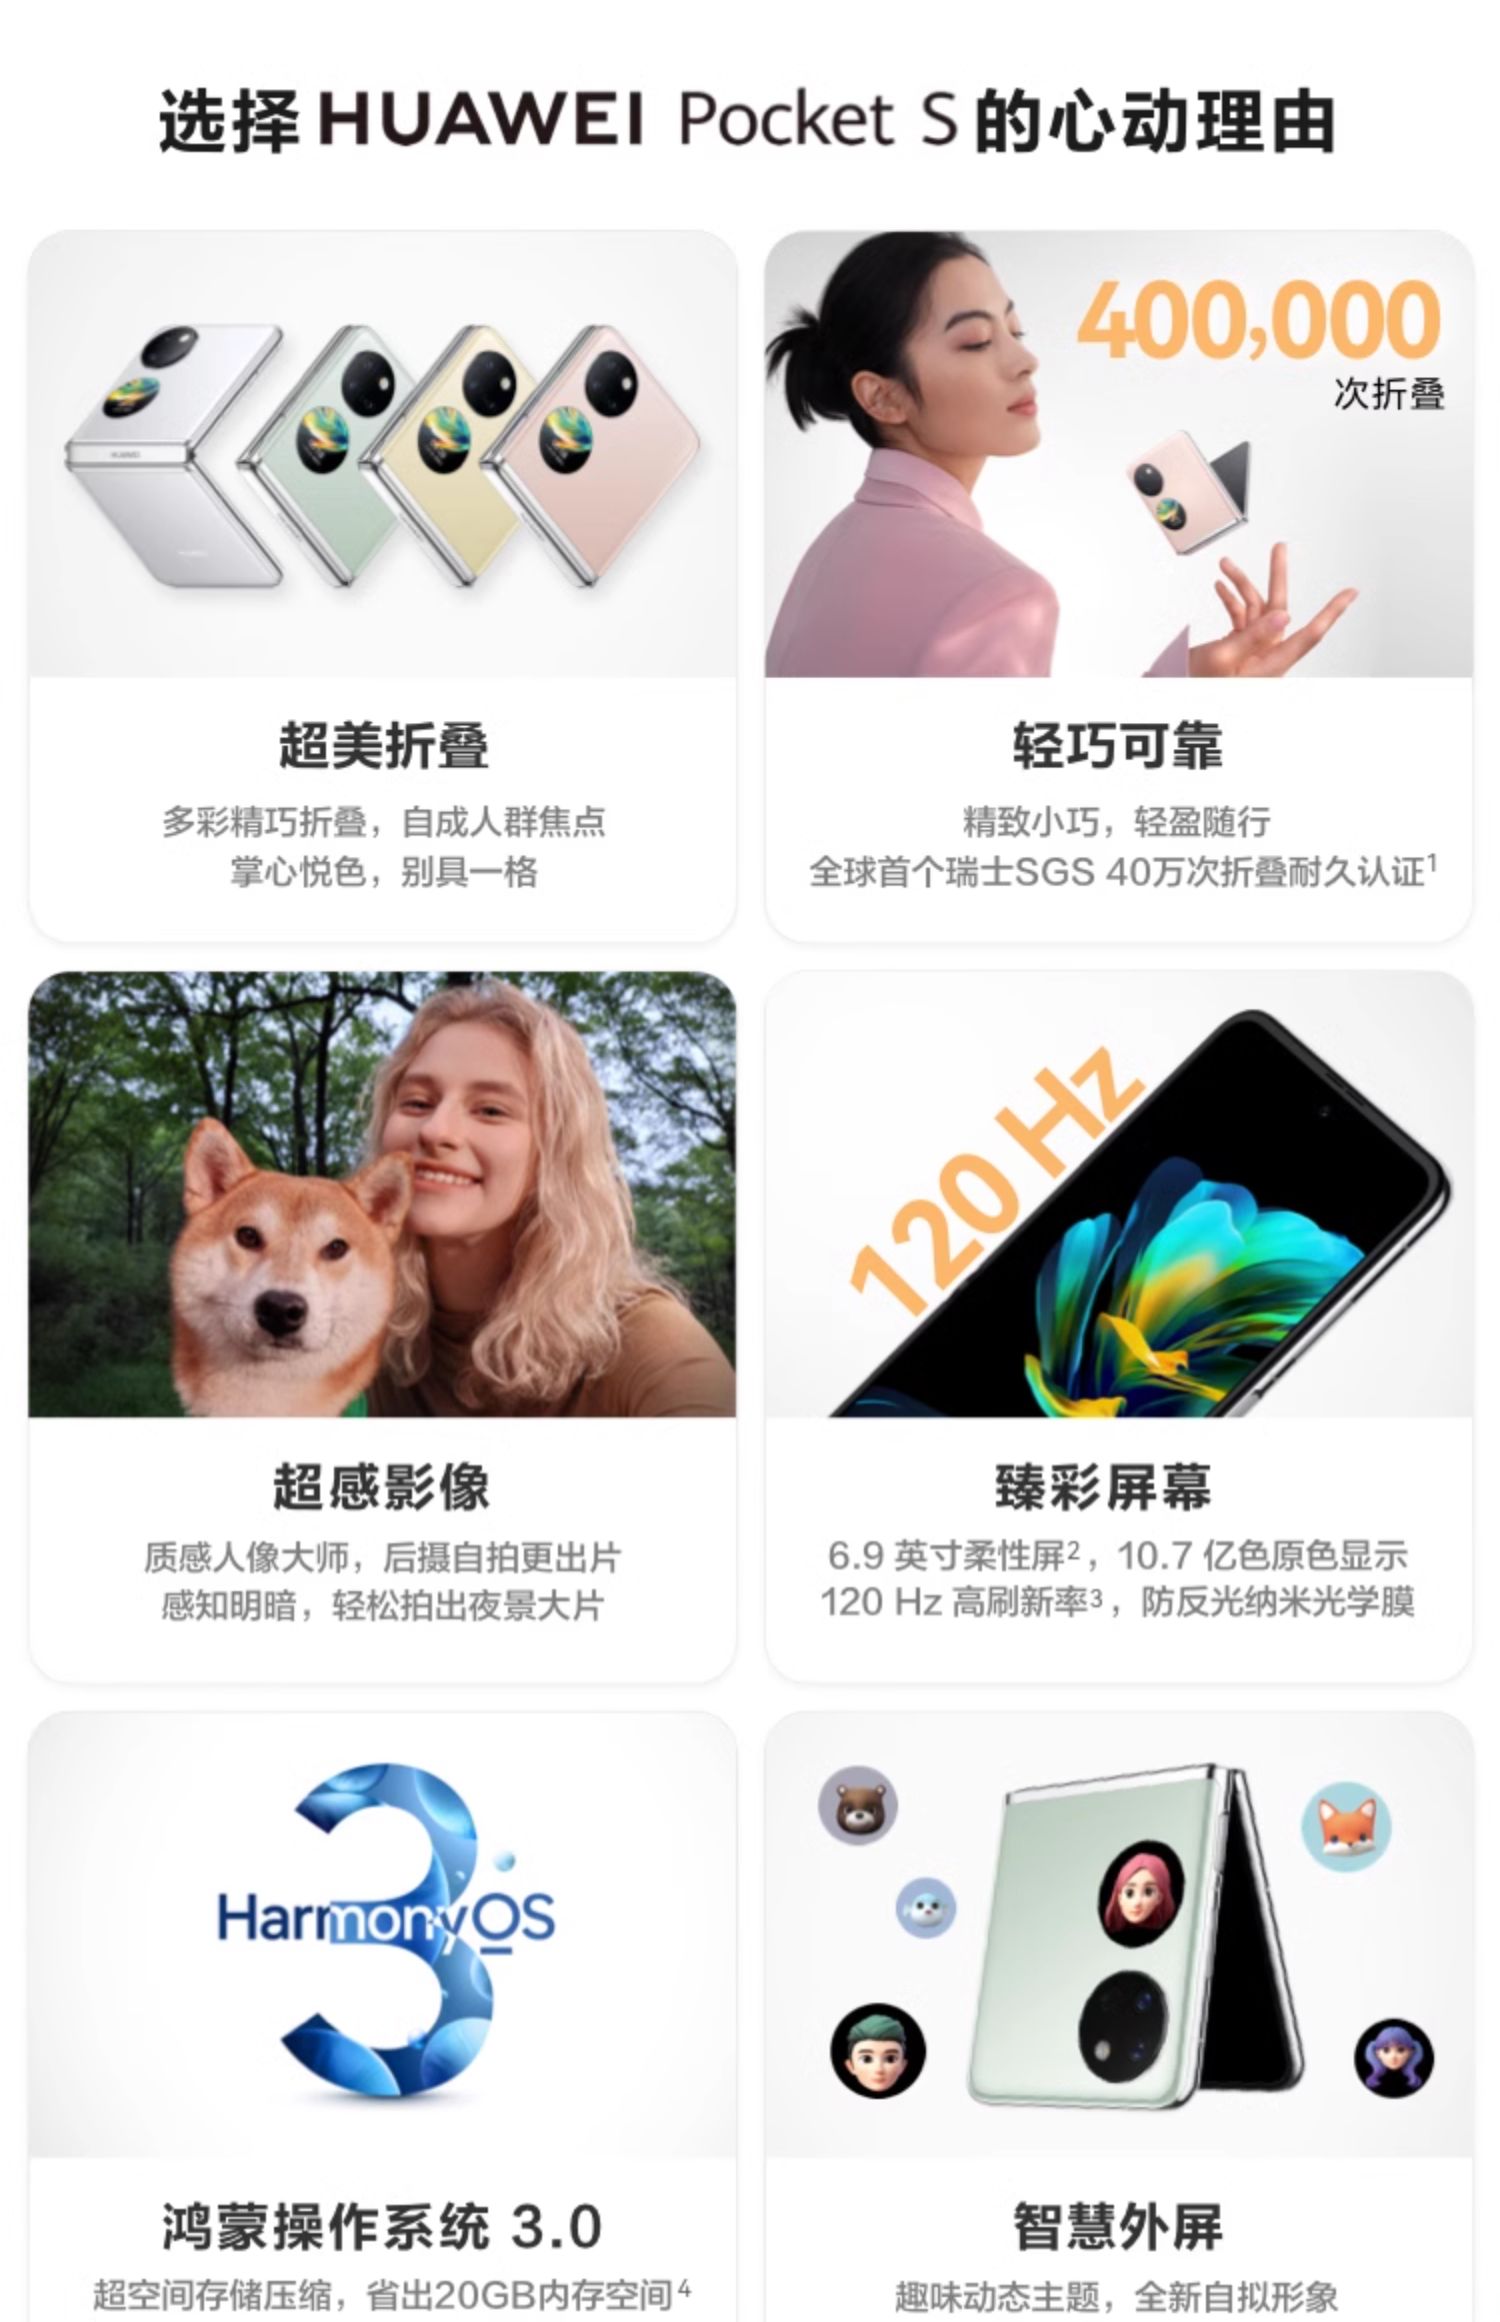 选择 HUAWEI Pocket S 的心动理由
400,000
次折叠
超美折叠
多彩精巧折叠，自成人群焦点
掌心悦色，别具一格
轻巧可靠
精致小巧，轻盈随行
全球首个瑞士SGS 40万次折叠耐久认证1
120 Hz
超感影像
质感人像大师，后摄自拍更出片
感知明暗，轻松拍出夜景大片
臻彩屏幕
6.9 英寸柔性屏2，10.7 亿色原色显示
120 Hz 高刷新率3，防反光纳米光学膜
3
HarmonyOS
鸿蒙操作系统 3.0
超空间存储压缩，省出20GB内存空间4
智慧外屏
趣味动态主题，全新自拟形象